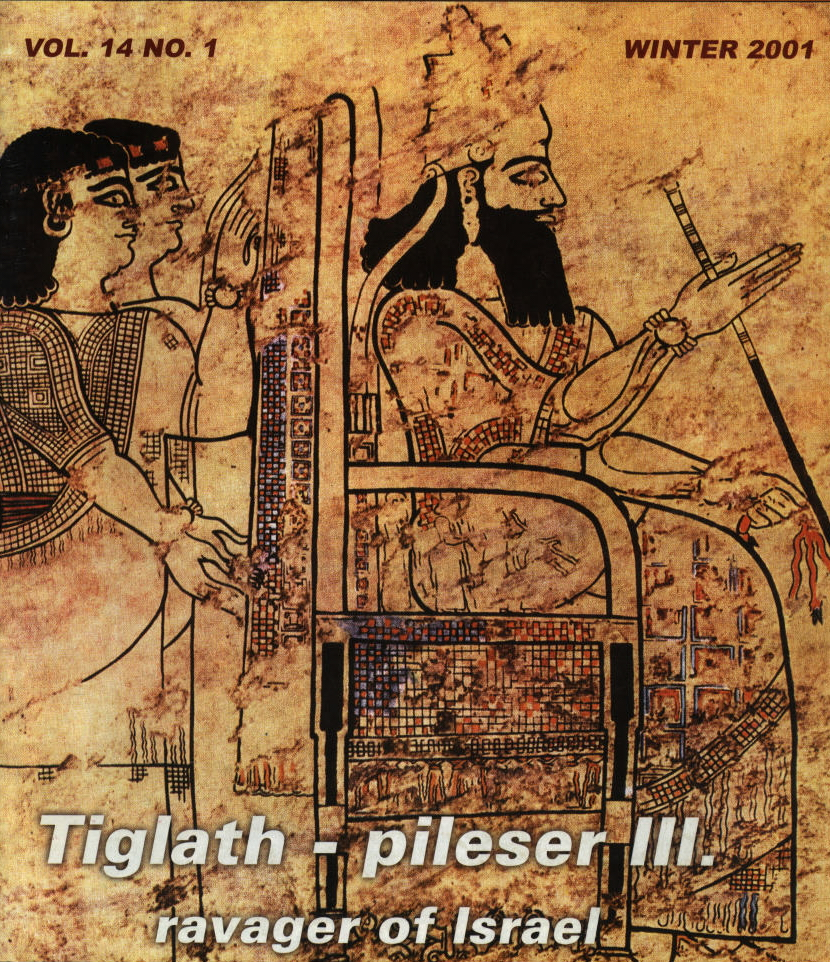 VOL. 14 NO. 1
WINTER 2001
Tiglath - pileser III.
ravager of Israel